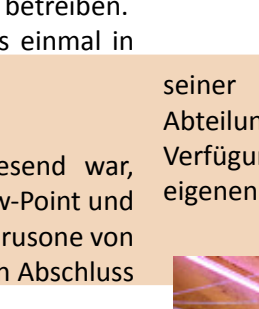 betreiben.
s einmal in
esend war,
w-Point und
rusone von
n Abschluss
seiner
Abteilun
Verfügun
eigenen